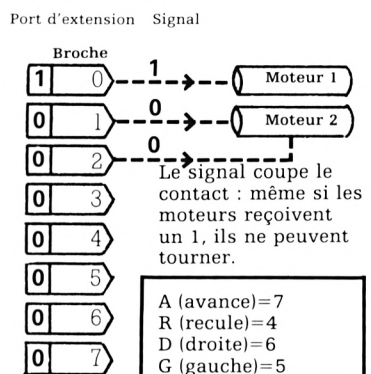 Port d'extension Signal
Broche
1 0 1 Moteur 1
0 1 0 Moteur 2
0 2 0
Le signal coupe le
contact : même si les
moteurs reçoivent
un 1, ils ne peuvent
tourner.
0 3
0 4
0 5
0 6
0 7
A (avance)=7
R (recule)=4
D (droite)=6
G (gauche)=5